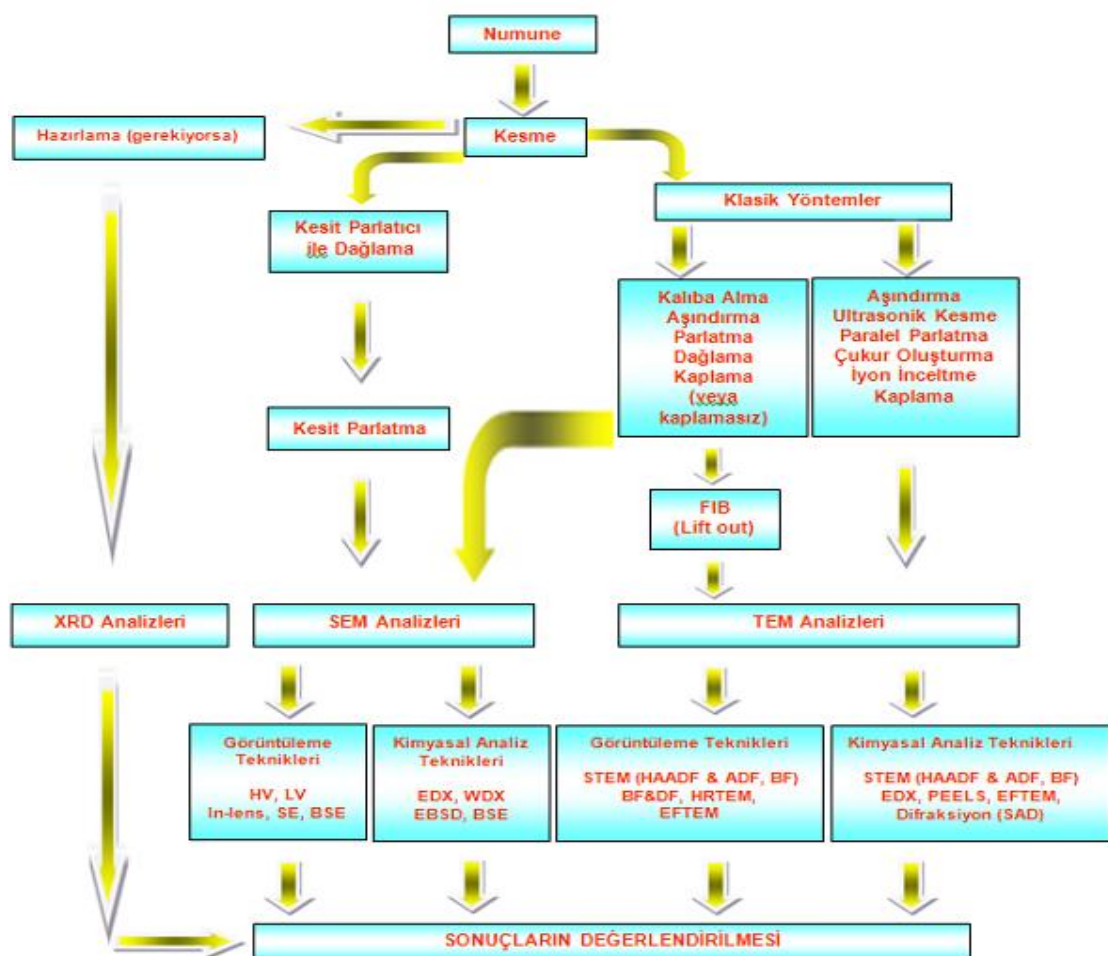 Numune
Kesme
Hazırlama (gerekiyorsa)
Klasik Yöntemler
Kesit Parlatıcı
ile Dağlama
Kalıba Alma
Aşındırma
Parlatma
Dağlama
Kaplama
(veya
kaplamasız)
Aşındırma
Ultrasonik Kesme
Paralel Parlatma
Çukur Oluşturma
İyon İnceltme
Kaplama
Kesit Parlatma
FIB
(Lift out)
XRD Analizleri
SEM Analizleri
TEM Analizleri
Görüntüleme
Teknikleri
HV, LV
In-lens, SE, BSE
Kimyasal Analiz
Teknikleri
EDX, WDX
EBSD, BSE
Görüntüleme Teknikleri
STEM (HAADF & ADF, BF)
BF&DF, HRTEM,
EFTEM
Kimyasal Analiz Teknikleri
STEM (HAADF & ADF, BF)
EDX, PEELS, EFTEM,
Difraksiyon (SAD)
SONUÇLARIN DEĞERLENDİRİLMESİ